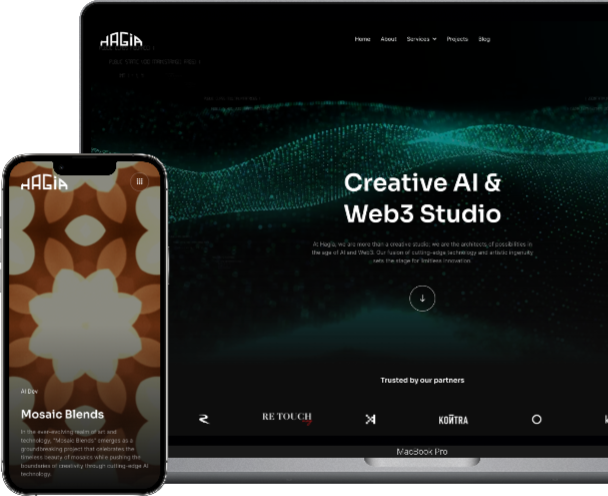 HAGIA
Home About Services Projects Blog
Creative AI &
Web3 Studio
At Hagia, we are more than a creative studio; we are the architects of possibilities in
the age of AI and Web3. Our fusion of cutting-edge technology and artistic ingenuity
sets the stage for limitless innovation.
Trusted by our partners
RE TOUCH
KONTRA
MacBook Pro
HAGIA
AI Dev
Mosaic Blends
In the ever-evolving realm of art and
technology, "Mosaic Blends" emerges as a
groundbreaking project that celebrates the
timeless beauty of mosaics while pushing the
boundaries of creativity through cutting-edge AI
technology.